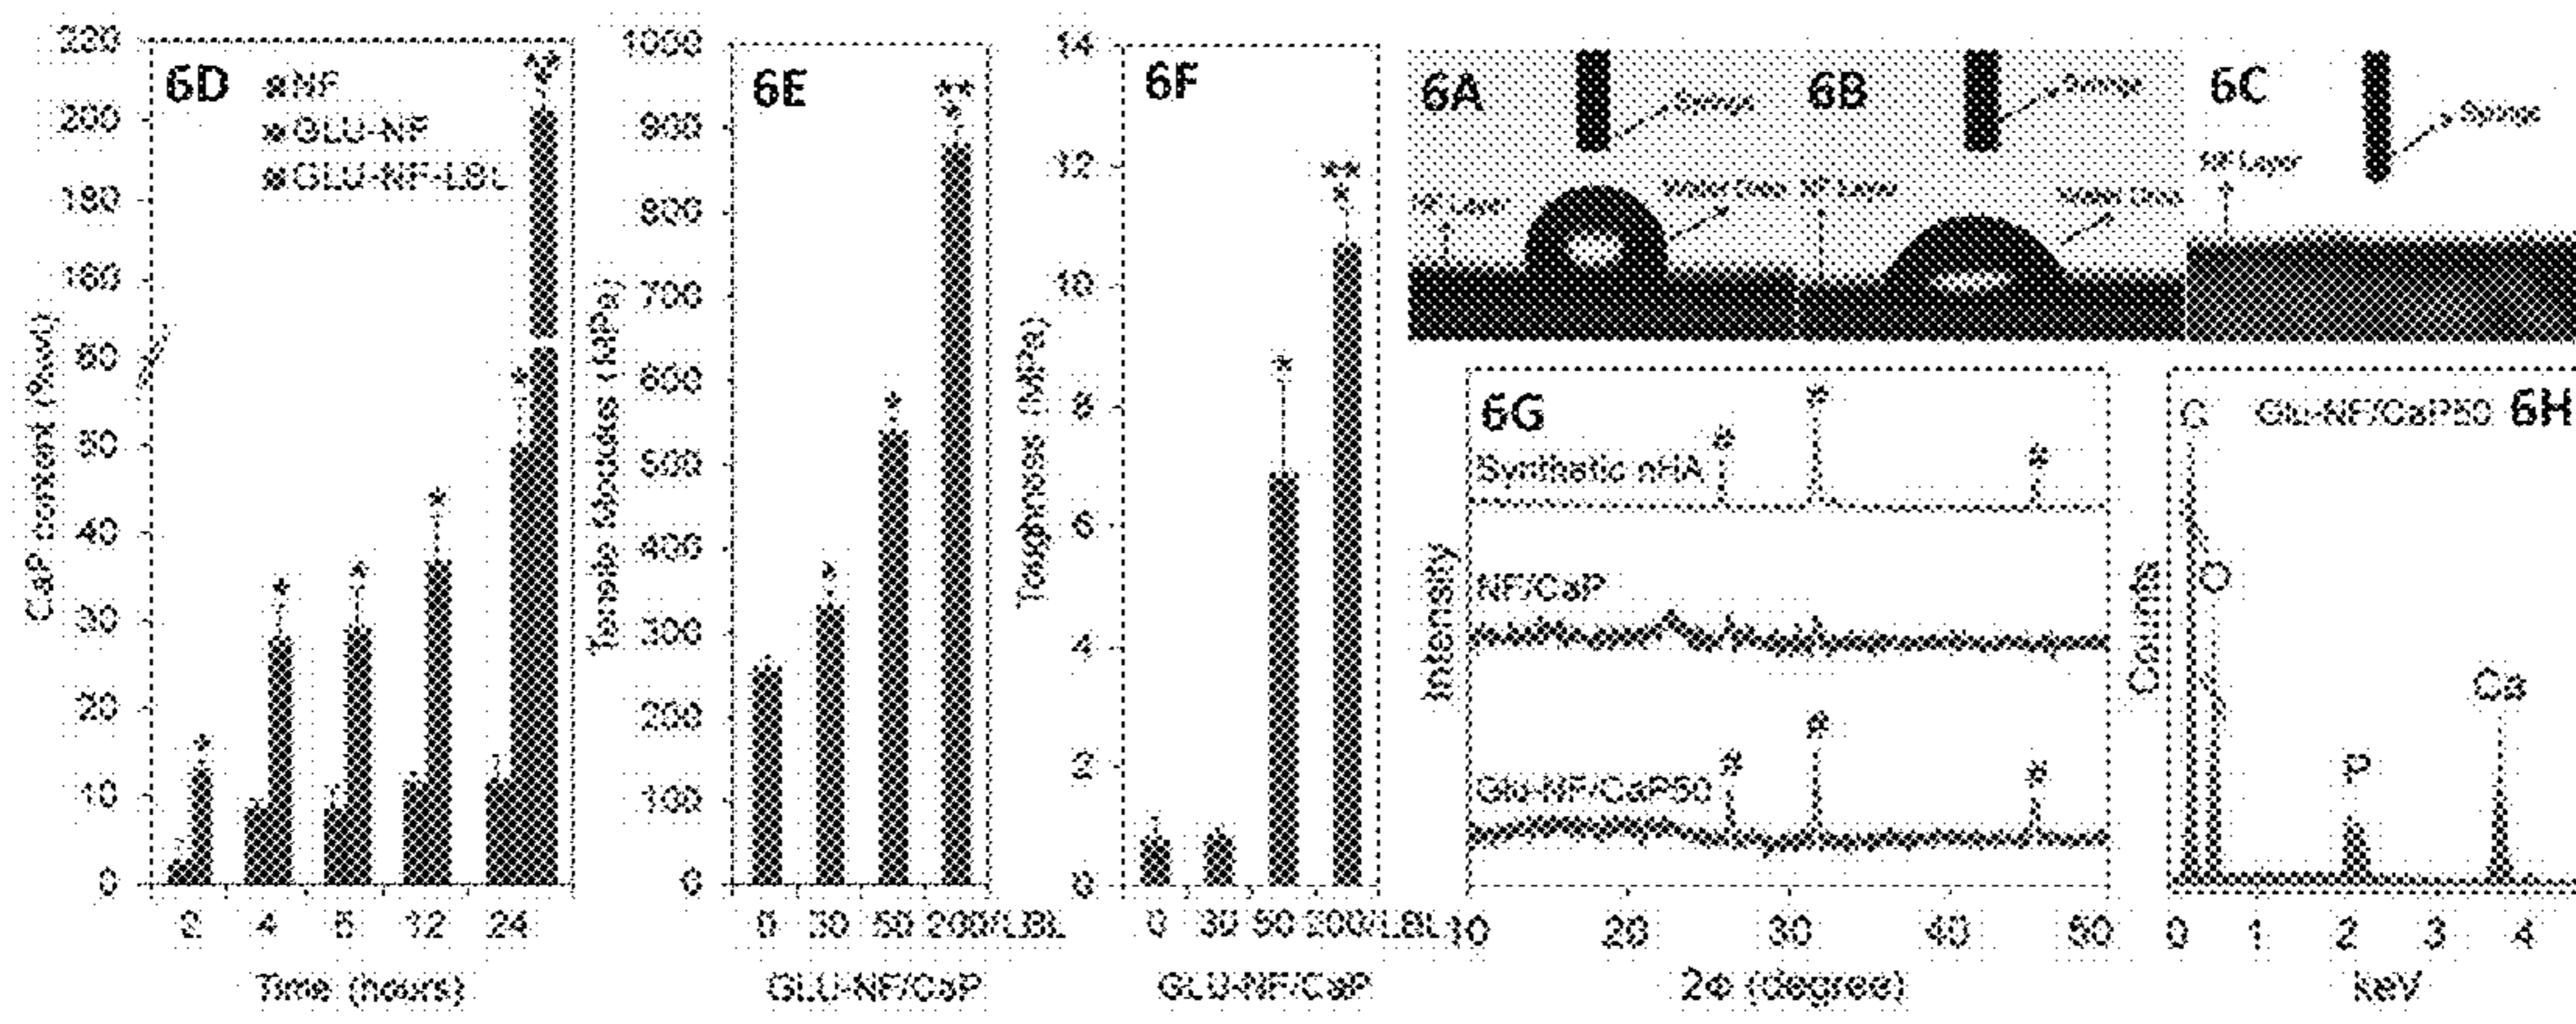 6D
NF
GLU-NF
GLU-NF-LBL
220
200
180
160
60
50
40
30
20
10
0
CaP content (%wt)
2 4 6 12 24
Time (hours)
6E
1000
900
800
700
600
500
400
300
200
100
0
Tensile Modulus (MPa)
0 30 50 200/LBL
GLU-NF/CaP
6F
14
12
10
8
6
4
2
0
Toughness (MPa)
0 30 50 200/LBL
GLU-NF/CaP
6A
Syringe
Water Drop
NF Layer
6B
Syringe
Water Drop
NF Layer
6C
Syringe
NF Layer
6G
Synthetic nHA
NF/CaP
Glu-NF/CaP50
Intensity
10 20 30 40 50
2Φ (degree)
6H
Glu-NF/CaP50
C
O
P
Ca
Counts
0 1 2 3 4
keV